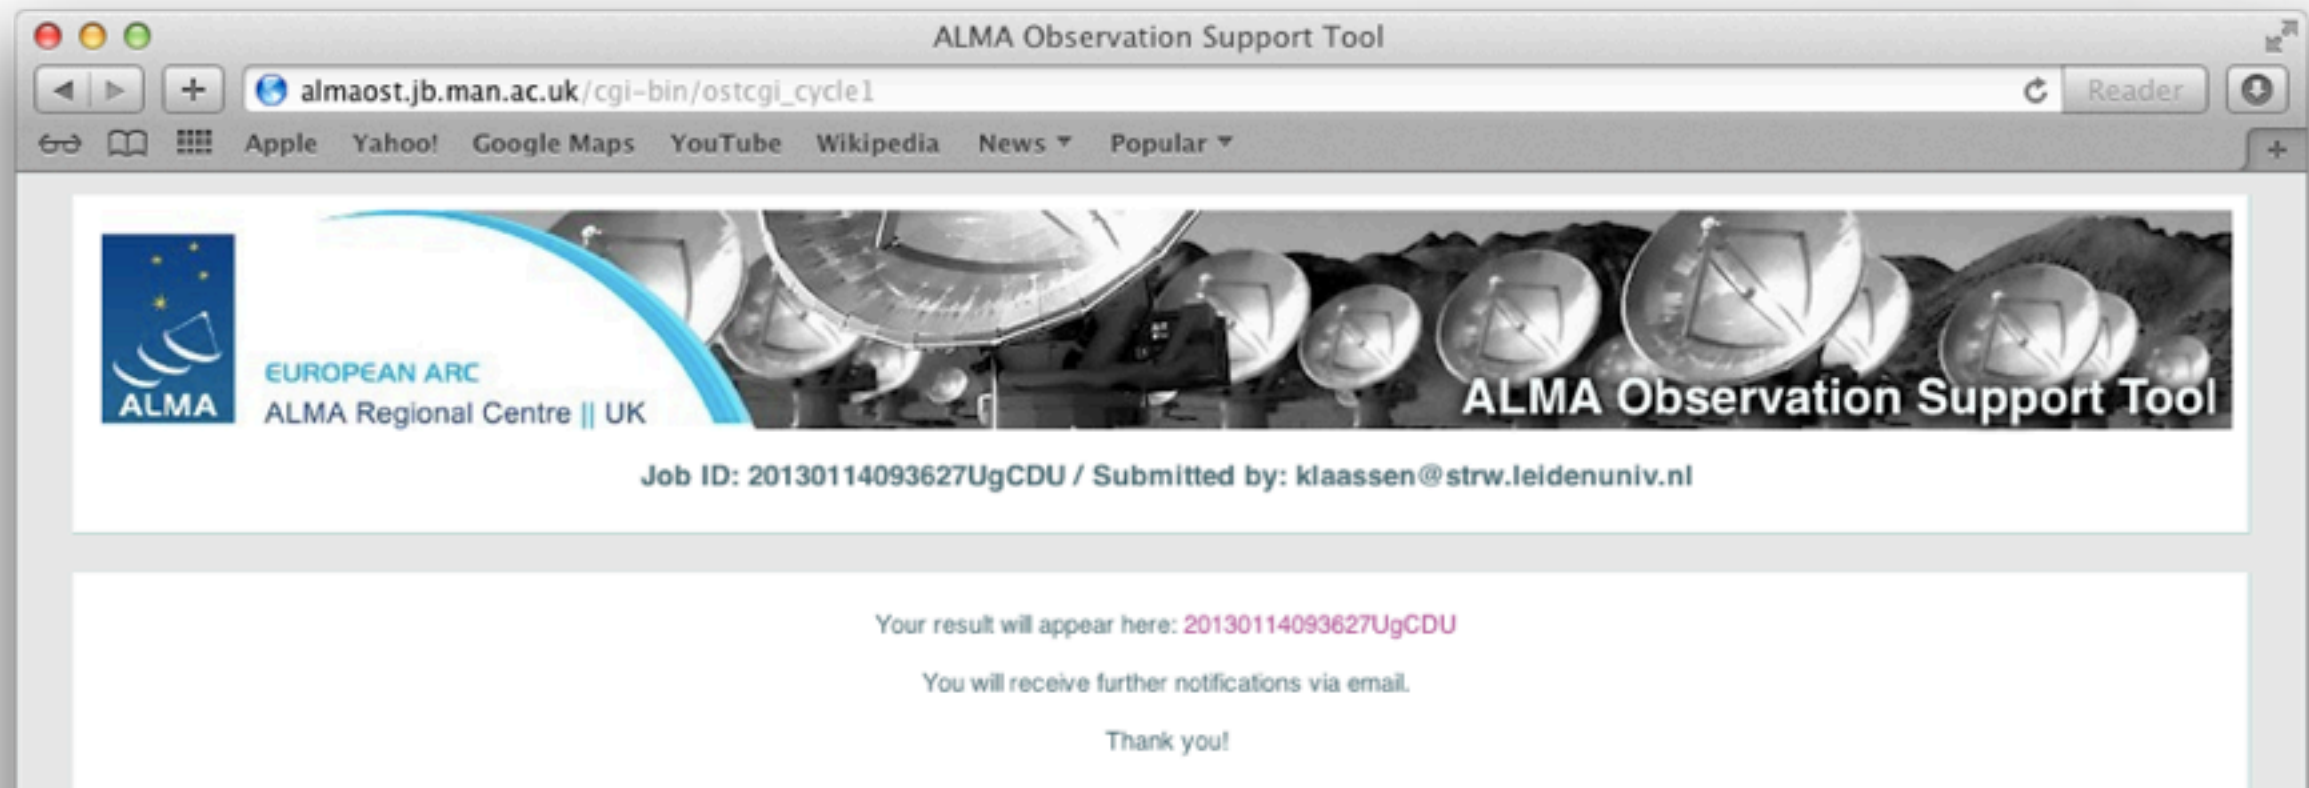 ALMA Observation Support Tool
almaost.jb.man.ac.uk/cgi-bin/ostcgi_cycle1
Reader
Apple Yahoo! Google Maps YouTube Wikipedia News Popular
ALMA
EUROPEAN ARC
ALMA Regional Centre || UK
ALMA Observation Support Tool
Job ID: 20130114093627UgCDU / Submitted by: klaassen@strw.leidenuniv.nl
Your result will appear here: 20130114093627UgCDU
You will receive further notifications via email.
Thank you!